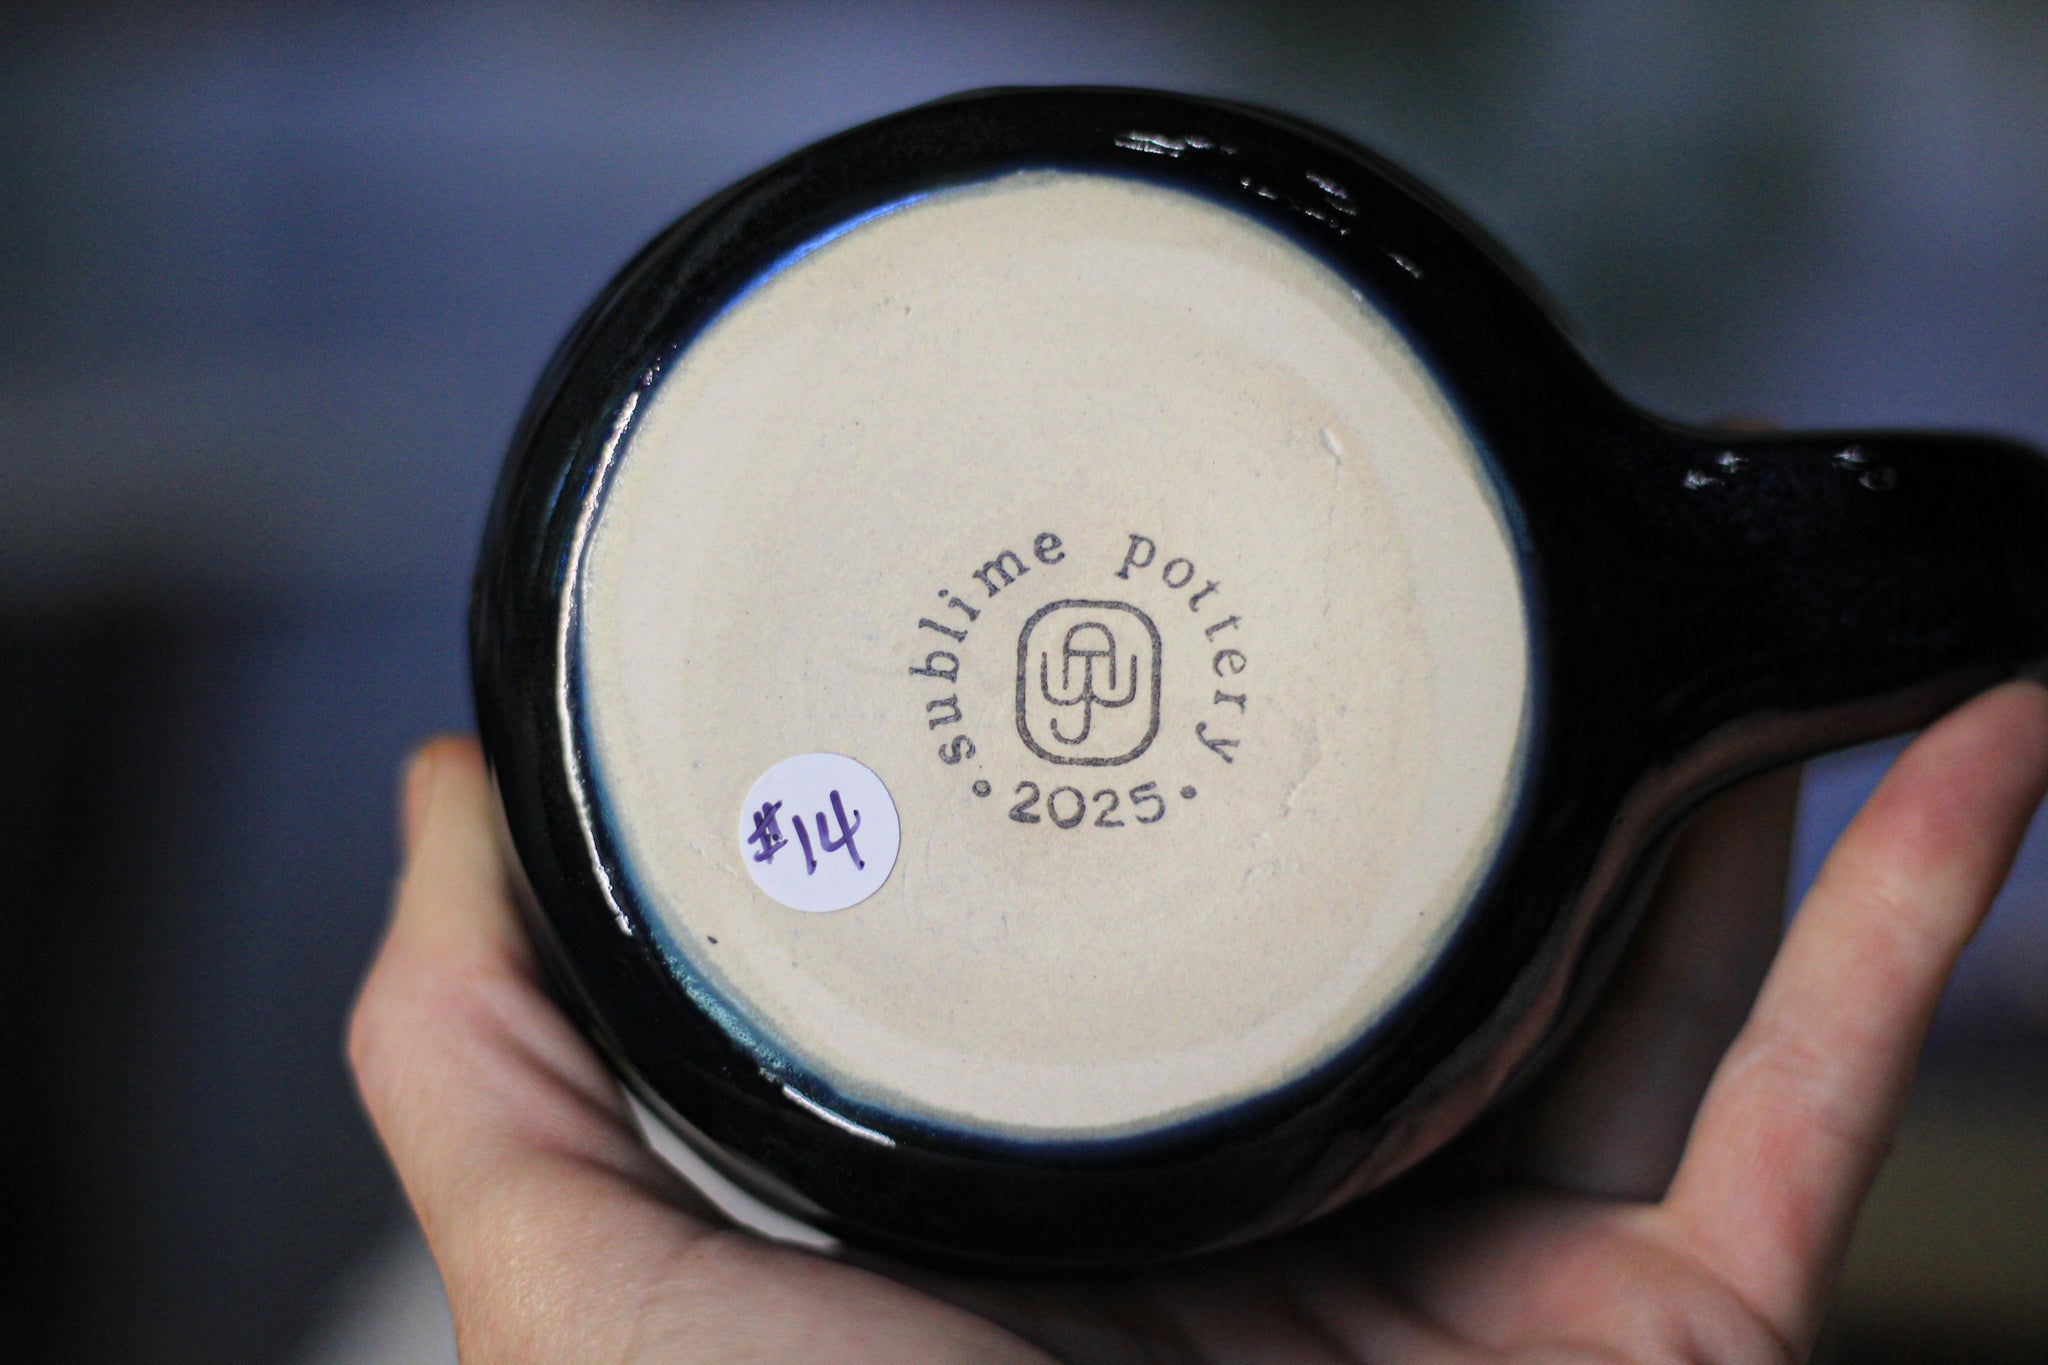 sublime pottery
• 2025 •
#14